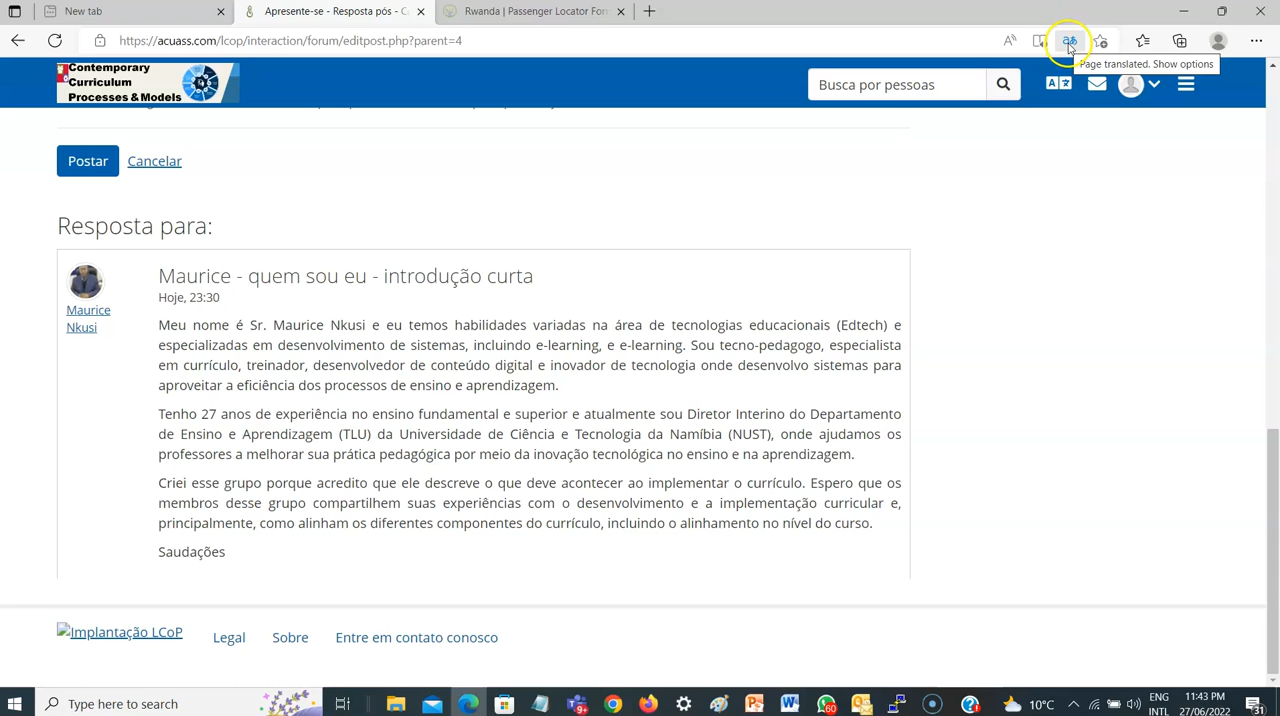 New tab
Apresente-se - Resposta pós - C
Rwanda | Passenger Locator For
https://acuass.com/lcop/interaction/forum/editpost.php?parent=4
Page translated. Show options
Contemporary
Curriculum
Processes & Models
Busca por pessoas
Postar Cancelar
Resposta para:
Maurice - quem sou eu - introdução curta
Hoje, 23:30
Maurice
Nkusi
Meu nome é Sr. Maurice Nkusi e eu temos habilidades variadas na área de tecnologias educacionais (Edtech) e
especializadas em desenvolvimento de sistemas, incluindo e-learning, e e-learning. Sou tecno-pedagogo, especialista
em currículo, treinador, desenvolvedor de conteúdo digital e inovador de tecnologia onde desenvolvo sistemas para
aproveitar a eficiência dos processos de ensino e aprendizagem.
Tenho 27 anos de experiência no ensino fundamental e superior e atualmente sou Diretor Interino do Departamento
de Ensino e Aprendizagem (TLU) da Universidade de Ciência e Tecnologia da Namíbia (NUST), onde ajudamos os
professores a melhorar sua prática pedagógica por meio da inovação tecnológica no ensino e na aprendizagem.
Criei esse grupo porque acredito que ele descreve o que deve acontecer ao implementar o currículo. Espero que os
membros desse grupo compartilhem suas experiências com o desenvolvimento e a implementação curricular e,
principalmente, como alinham os diferentes componentes do currículo, incluindo o alinhamento no nível do curso.
Saudações
Implantação LCoP
Legal Sobre Entre em contato conosco
Type here to search
60
10°C
ENG
INTL
11:43 PM
27/06/2022
31